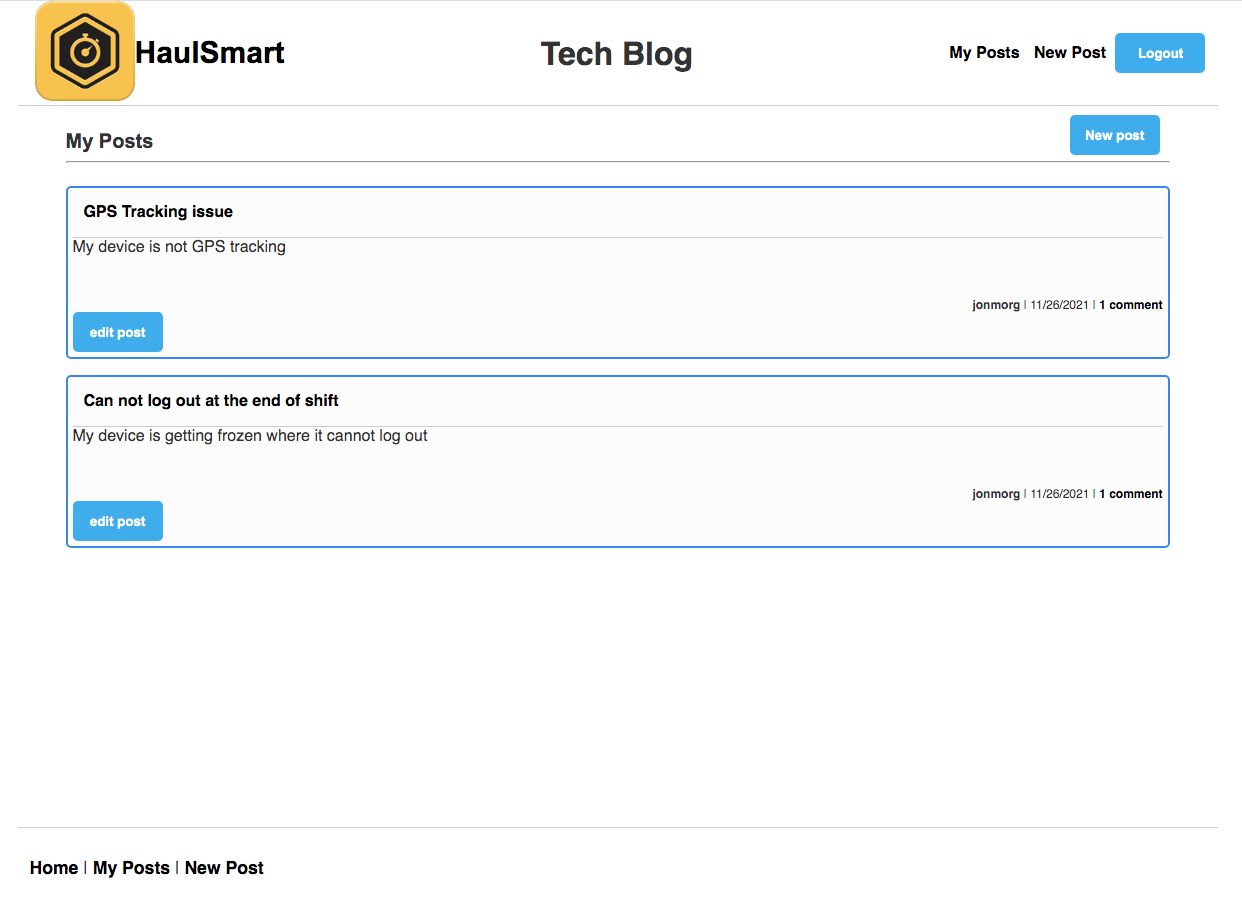 HaulSmart Tech Blog My Posts New Post Logout
My Posts New post
GPS Tracking issue
My device is not GPS tracking
jonmorg | 11/26/2021 | 1 comment
edit post
Can not log out at the end of shift
My device is getting frozen where it cannot log out
jonmorg | 11/26/2021 | 1 comment
edit post
Home | My Posts | New Post